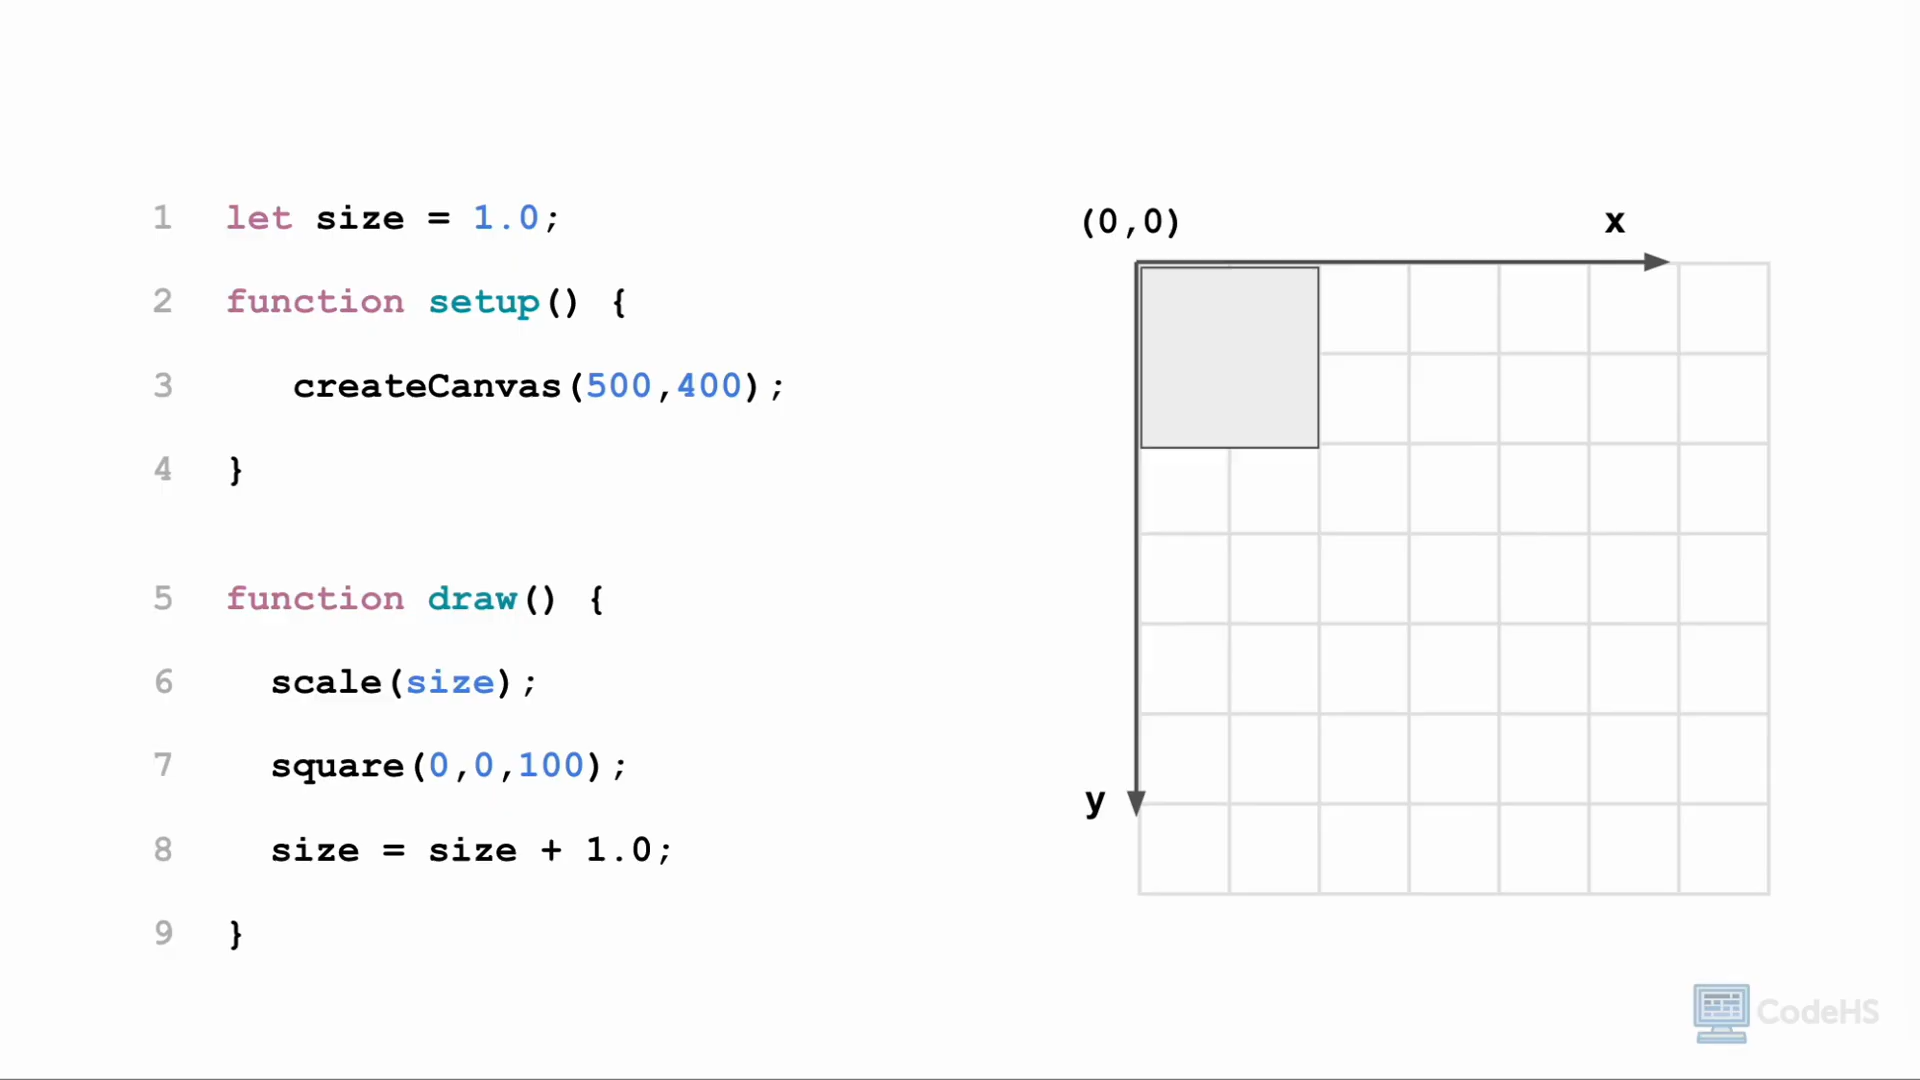 1 let size = 1.0;
2 function setup() {
3 createCanvas(500,400);
4 }
5 function draw() {
6 scale(size);
7 square(0,0,100);
8 size = size + 1.0;
9 }
(0,0) x
y
CodeHS